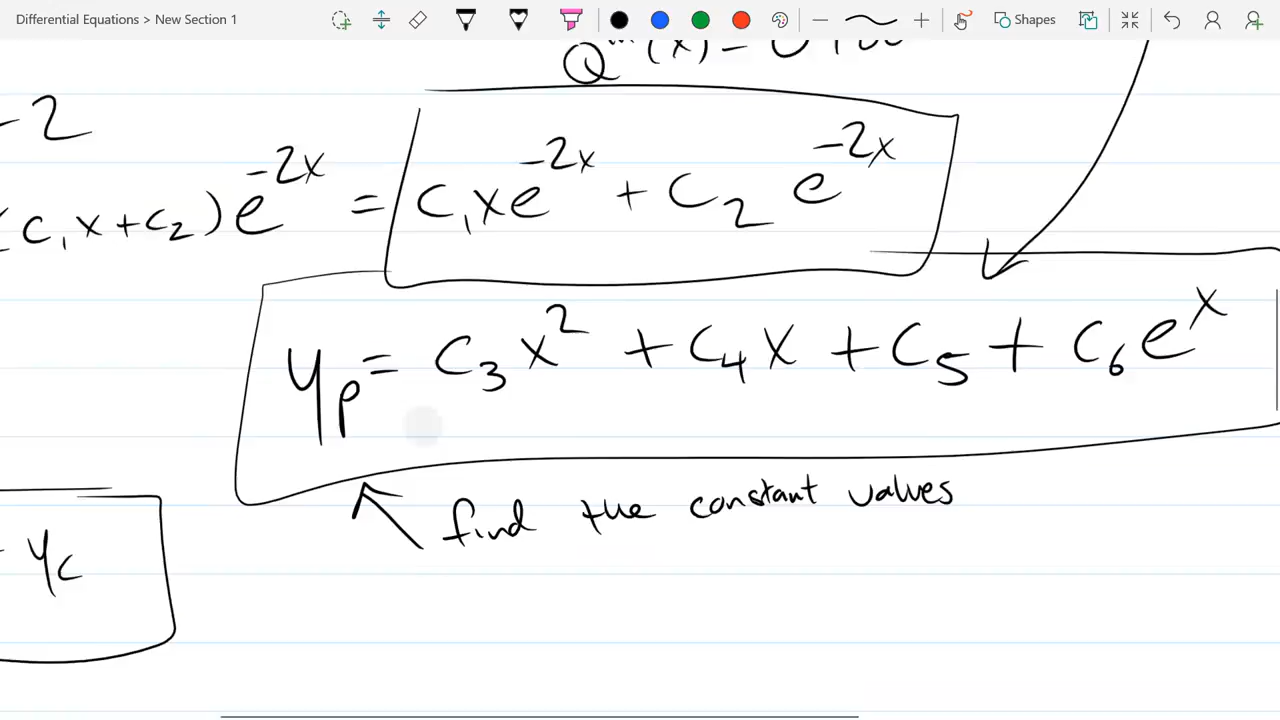 Differential Equations > New Section 1
Shapes
-2
(c₁x+c₂)e^-2x = c₁xe^-2x + c₂ e^-2x
yp = c₃x² + c₄x + c₅ + c₆e^x
find the constant values
yc